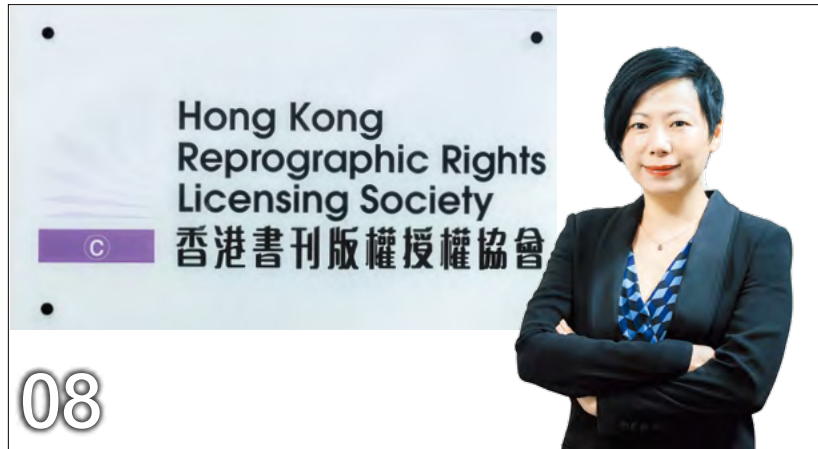 Hong Kong
Reprographic Rights
Licensing Society
©
香港書刊版權授權協會
08